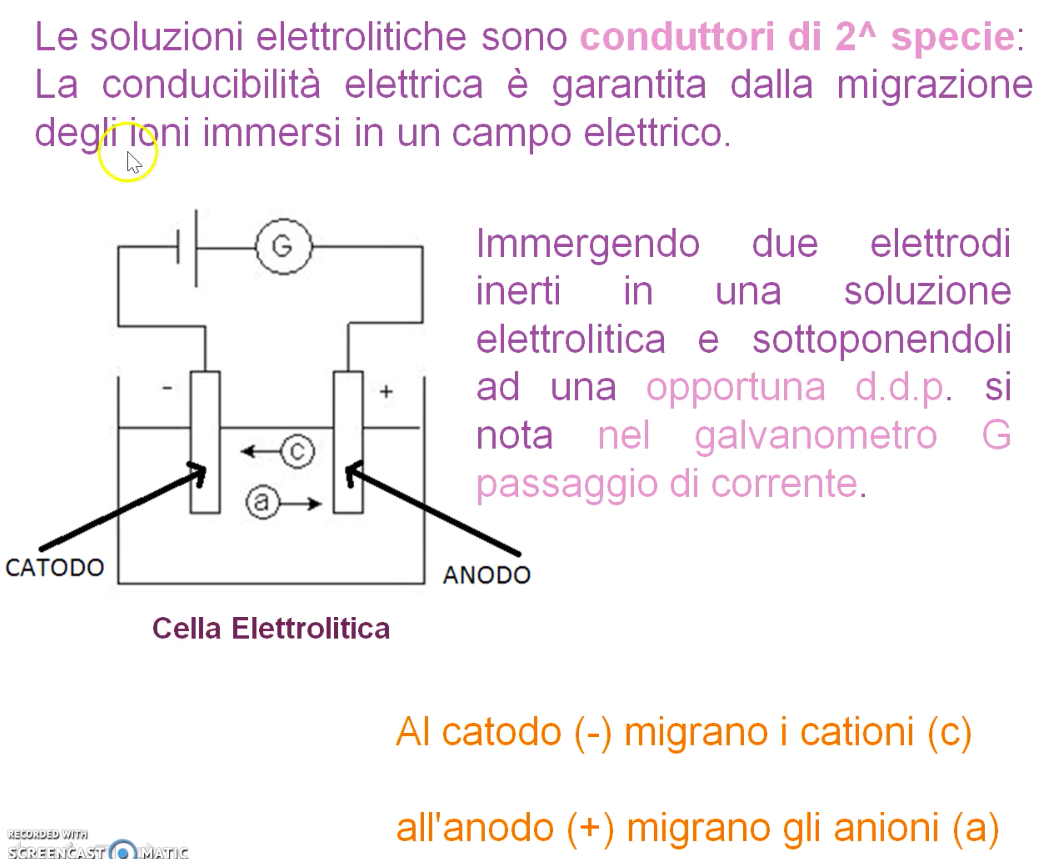 Le soluzioni elettrolitiche sono conduttori di 2^ specie:
La conducibilità elettrica è garantita dalla migrazione
degli ioni immersi in un campo elettrico.
G
Immergendo due elettrodi
inerti in una soluzione
elettrolitica e sottoponendoli
ad una opportuna d.d.p. si
nota nel galvanometro G
passaggio di corrente.
- +
c
a
CATODO
ANODO
Cella Elettrolitica
Al catodo (-) migrano i cationi (c)
all'anodo (+) migrano gli anioni (a)
RECORDED WITH
SCREENCAST MATIC